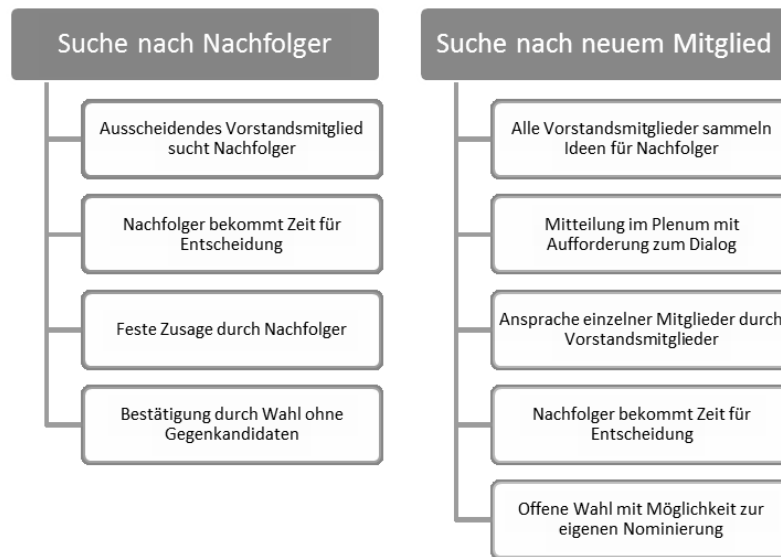 Suche nach Nachfolger
Ausscheidendes Vorstandsmitglied
sucht Nachfolger
Nachfolger bekommt Zeit für
Entscheidung
Feste Zusage durch Nachfolger
Bestätigung durch Wahl ohne
Gegenkandidaten
Suche nach neuem Mitglied
Alle Vorstandsmitglieder sammeln
Ideen für Nachfolger
Mitteilung im Plenum mit
Aufforderung zum Dialog
Ansprache einzelner Mitglieder durch
Vorstandsmitglieder
Nachfolger bekommt Zeit für
Entscheidung
Offene Wahl mit Möglichkeit zur
eigenen Nominierung